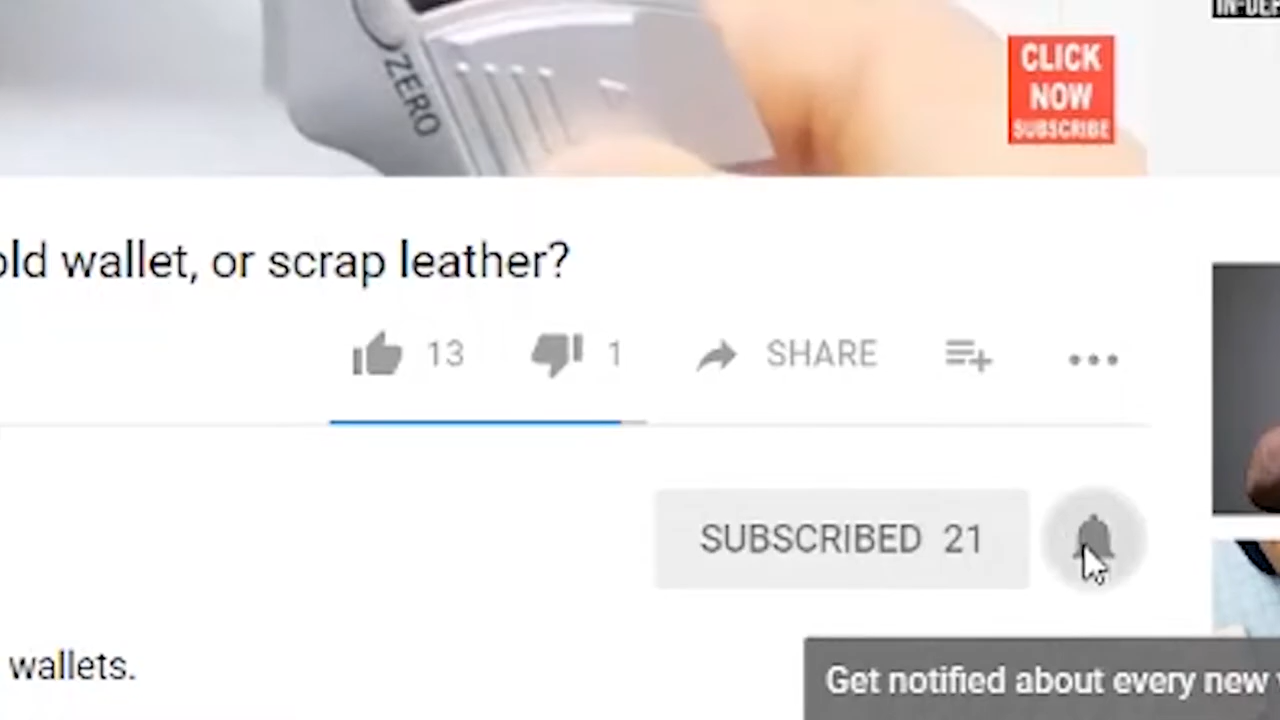 CLICK
NOW
SUBSCRIBE
ZERO
old wallet, or scrap leather?
13 1 SHARE
SUBSCRIBED 21
wallets.
Get notified about every new